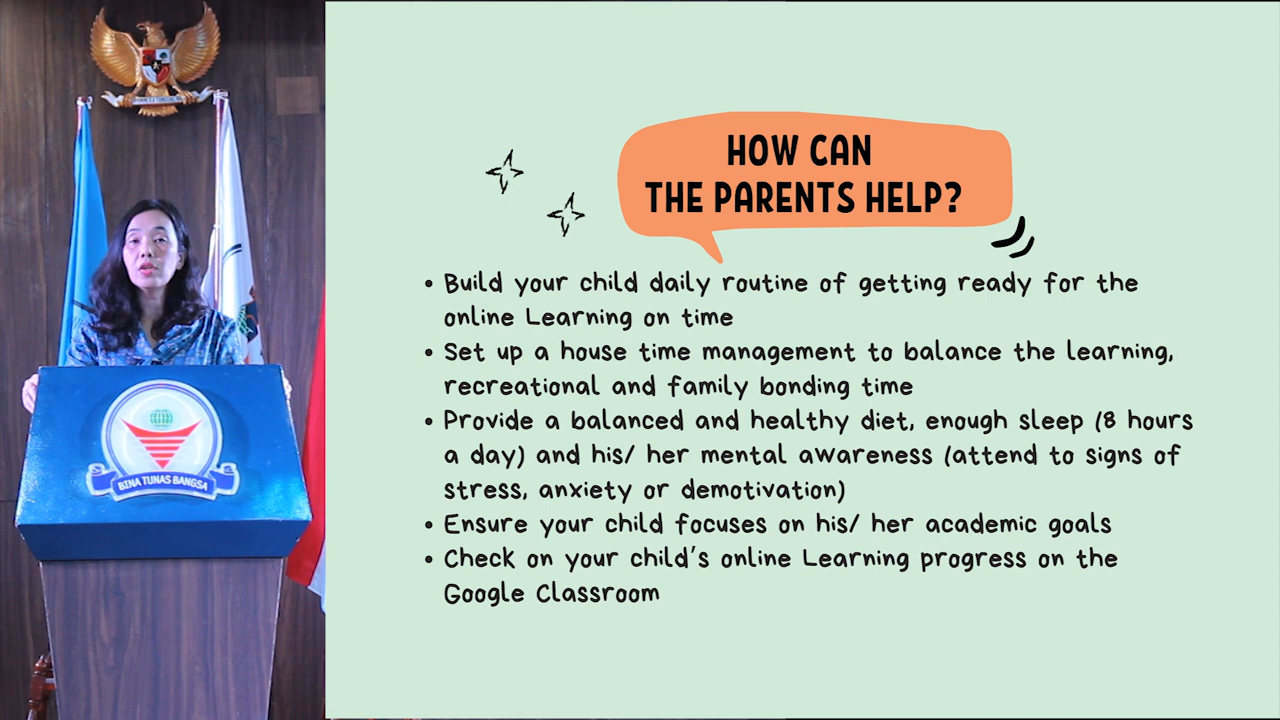 HOW CAN
THE PARENTS HELP?
• Build your child daily routine of getting ready for the
online Learning on time
• Set up a house time management to balance the learning,
recreational and family bonding time
• Provide a balanced and healthy diet, enough sleep (8 hours
a day) and his/ her mental awareness (attend to signs of
stress, anxiety or demotivation)
• Ensure your child focuses on his/ her academic goals
• Check on your child's online Learning progress on the
Google Classroom
BINA TUNAS BANGSA